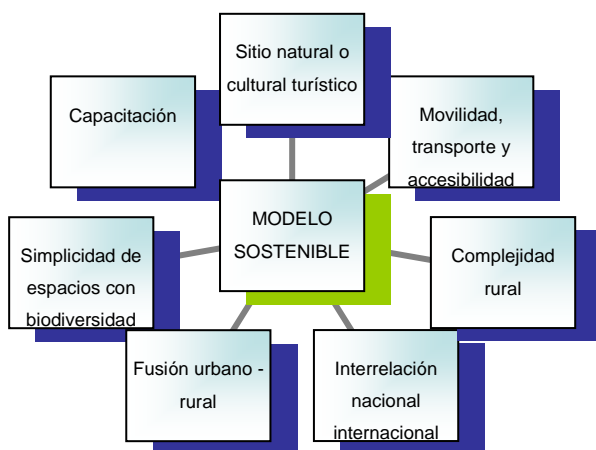 Sitio natural o
cultural turístico
Capacitación
Movilidad,
transporte y
accesibilidad
MODELO
SOSTENIBLE
Simplicidad de
espacios con
biodiversidad
Complejidad
rural
Fusión urbano -
rural
Interrelación
nacional
internacional